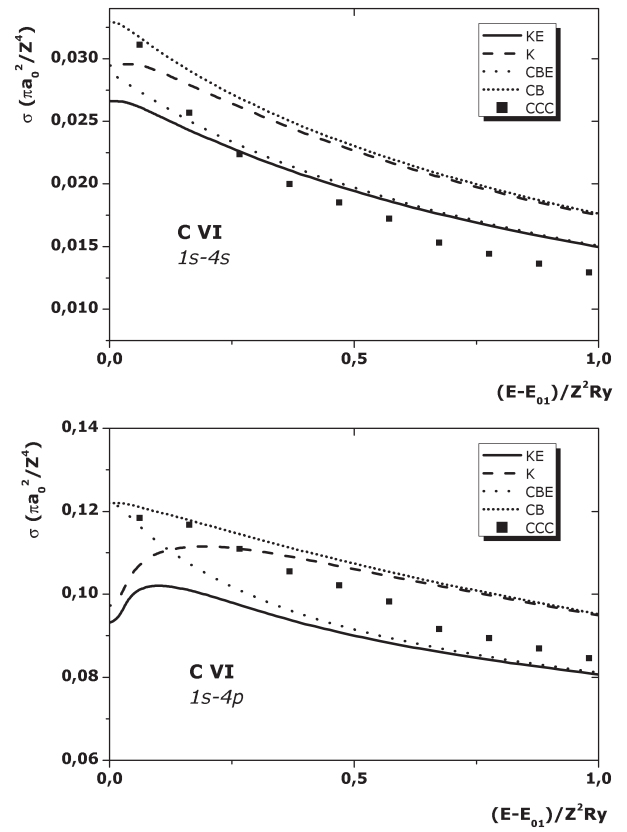 σ (πa₀²/Z⁴)
0,030
0,025
0,020
0,015
0,010
KE
K
CBE
CB
CCC
C VI
1s-4s
0,0
0,5
1,0
(E-E₀₁)/Z²Ry
σ (πa₀²/Z⁴)
0,14
0,12
0,10
0,08
0,06
KE
K
CBE
CB
CCC
C VI
1s-4p
0,0
0,5
1,0
(E-E₀₁)/Z²Ry